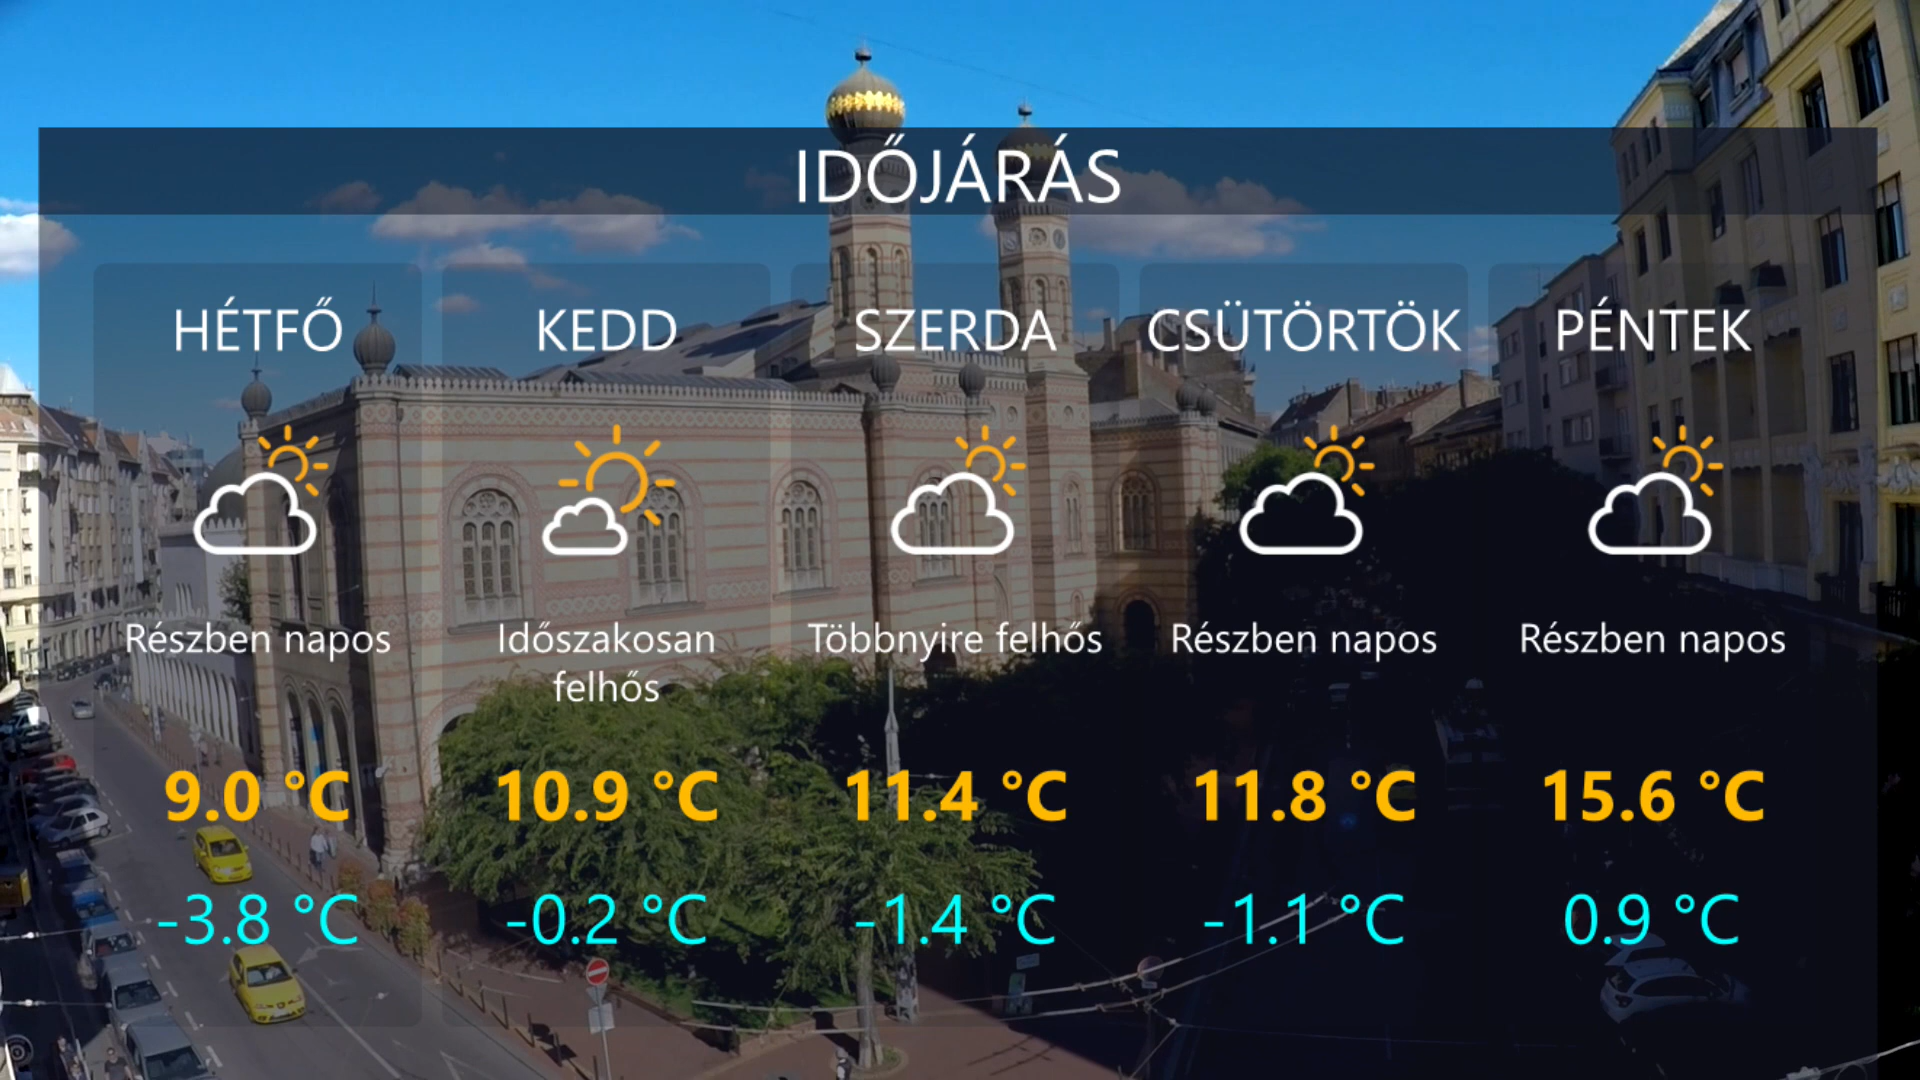 IDŐJÁRÁS
HÉTFŐ
Részben napos
9.0 °C
-3.8 °C
KEDD
Időszakosan
felhős
10.9 °C
-0.2 °C
SZERDA
Többnyire felhős
11.4 °C
-1.4 °C
CSÜTÖRTÖK
Részben napos
11.8 °C
-1.1 °C
PÉNTEK
Részben napos
15.6 °C
0.9 °C